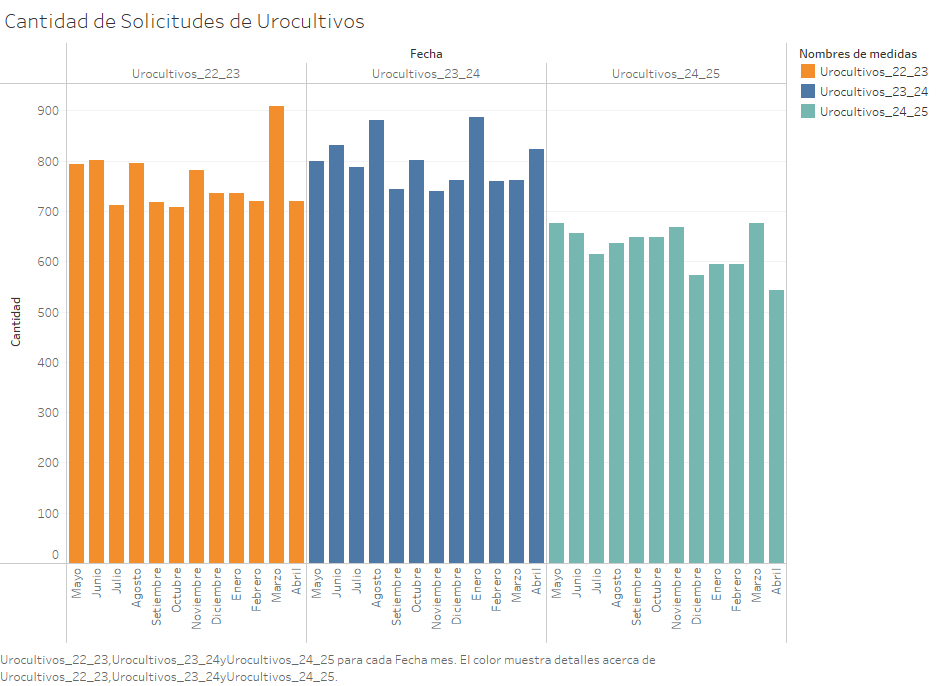 Cantidad de Solicitudes de Urocultivos
Fecha
Urocultivos_22_23
Urocultivos_23_24
Urocultivos_24_25
Nombres de medidas
Urocultivos_22_23
Urocultivos_23_24
Urocultivos_24_25
Cantidad
900
800
700
600
500
400
300
200
100
0
Mayo
Junio
Julio
Agosto
Setiembre
Octubre
Noviembre
Diciembre
Enero
Febrero
Marzo
Abril
Mayo
Junio
Julio
Agosto
Setiembre
Octubre
Noviembre
Diciembre
Enero
Febrero
Marzo
Abril
Mayo
Junio
Julio
Agosto
Setiembre
Octubre
Noviembre
Diciembre
Enero
Febrero
Marzo
Abril
Urocultivos_22_23,Urocultivos_23_24yUrocultivos_24_25 para cada Fecha mes. El color muestra detalles acerca de
Urocultivos_22_23,Urocultivos_23_24yUrocultivos_24_25.